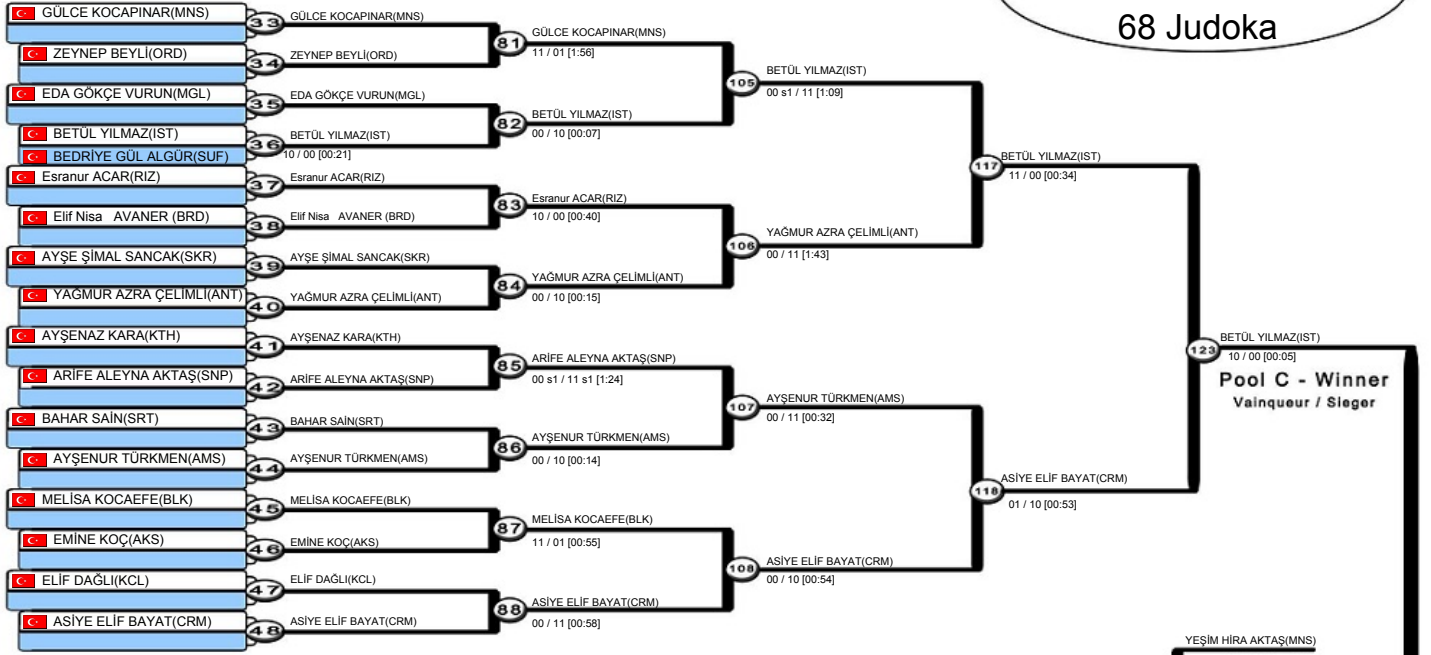 68 Judoka
GÜLCE KOCAPINAR(MNS)
ZEYNEP BEYLİ(ORD)
EDA GÖKÇE VURUN(MGL)
BETÜL YILMAZ(IST)
BEDRİYE GÜL ALGÜR(SUF)
Esranur ACAR(RIZ)
Elif Nisa   AVANER (BRD)
AYŞE ŞİMAL SANCAK(SKR)
YAĞMUR AZRA ÇELİMLİ(ANT)
AYŞENAZ KARA(KTH)
ARİFE ALEYNA AKTAŞ(SNP)
BAHAR SAİN(SRT)
AYŞENUR TÜRKMEN(AMS)
MELİSA KOCAEFE(BLK)
EMİNE KOÇ(AKS)
ELİF DAĞLI(KCL)
ASİYE ELİF BAYAT(CRM)
33 GÜLCE KOCAPINAR(MNS)
34 ZEYNEP BEYLİ(ORD)
35 EDA GÖKÇE VURUN(MGL)
36 BETÜL YILMAZ(IST)
10 / 00 [00:21]
37 Esranur ACAR(RIZ)
38 Elif Nisa   AVANER (BRD)
39 AYŞE ŞİMAL SANCAK(SKR)
40 YAĞMUR AZRA ÇELİMLİ(ANT)
41 AYŞENAZ KARA(KTH)
42 ARİFE ALEYNA AKTAŞ(SNP)
43 BAHAR SAİN(SRT)
44 AYŞENUR TÜRKMEN(AMS)
45 MELİSA KOCAEFE(BLK)
46 EMİNE KOÇ(AKS)
47 ELİF DAĞLI(KCL)
48 ASİYE ELİF BAYAT(CRM)
81 GÜLCE KOCAPINAR(MNS)
11 / 01 [1:56]
82 BETÜL YILMAZ(IST)
00 / 10 [00:07]
83 Esranur ACAR(RIZ)
10 / 00 [00:40]
84 YAĞMUR AZRA ÇELİMLİ(ANT)
00 / 10 [00:15]
85 ARİFE ALEYNA AKTAŞ(SNP)
00 s1 / 11 s1 [1:24]
86 AYŞENUR TÜRKMEN(AMS)
00 / 10 [00:14]
87 MELİSA KOCAEFE(BLK)
11 / 01 [00:55]
88 ASİYE ELİF BAYAT(CRM)
00 / 11 [00:58]
105 BETÜL YILMAZ(IST)
00 s1 / 11 [1:09]
106 YAĞMUR AZRA ÇELİMLİ(ANT)
00 / 11 [1:43]
107 AYŞENUR TÜRKMEN(AMS)
00 / 11 [00:32]
108 ASİYE ELİF BAYAT(CRM)
00 / 10 [00:54]
117 BETÜL YILMAZ(IST)
11 / 00 [00:34]
118 ASİYE ELİF BAYAT(CRM)
01 / 10 [00:53]
123 BETÜL YILMAZ(IST)
10 / 00 [00:05]
Pool C - Winner
Vainqueur / Sieger
YEŞİM HİRA AKTAŞ(MNS)